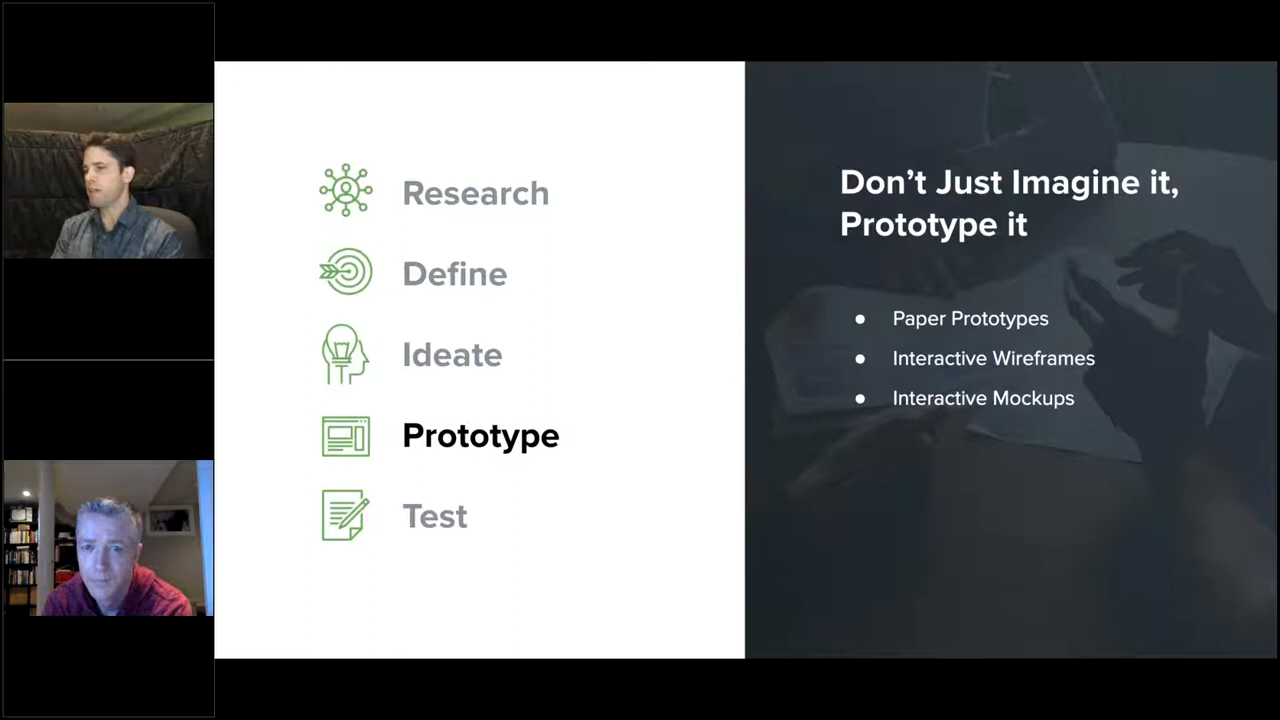 Research
Define
Ideate
Prototype
Test
Don’t Just Imagine it,
Prototype it
● Paper Prototypes
● Interactive Wireframes
● Interactive Mockups